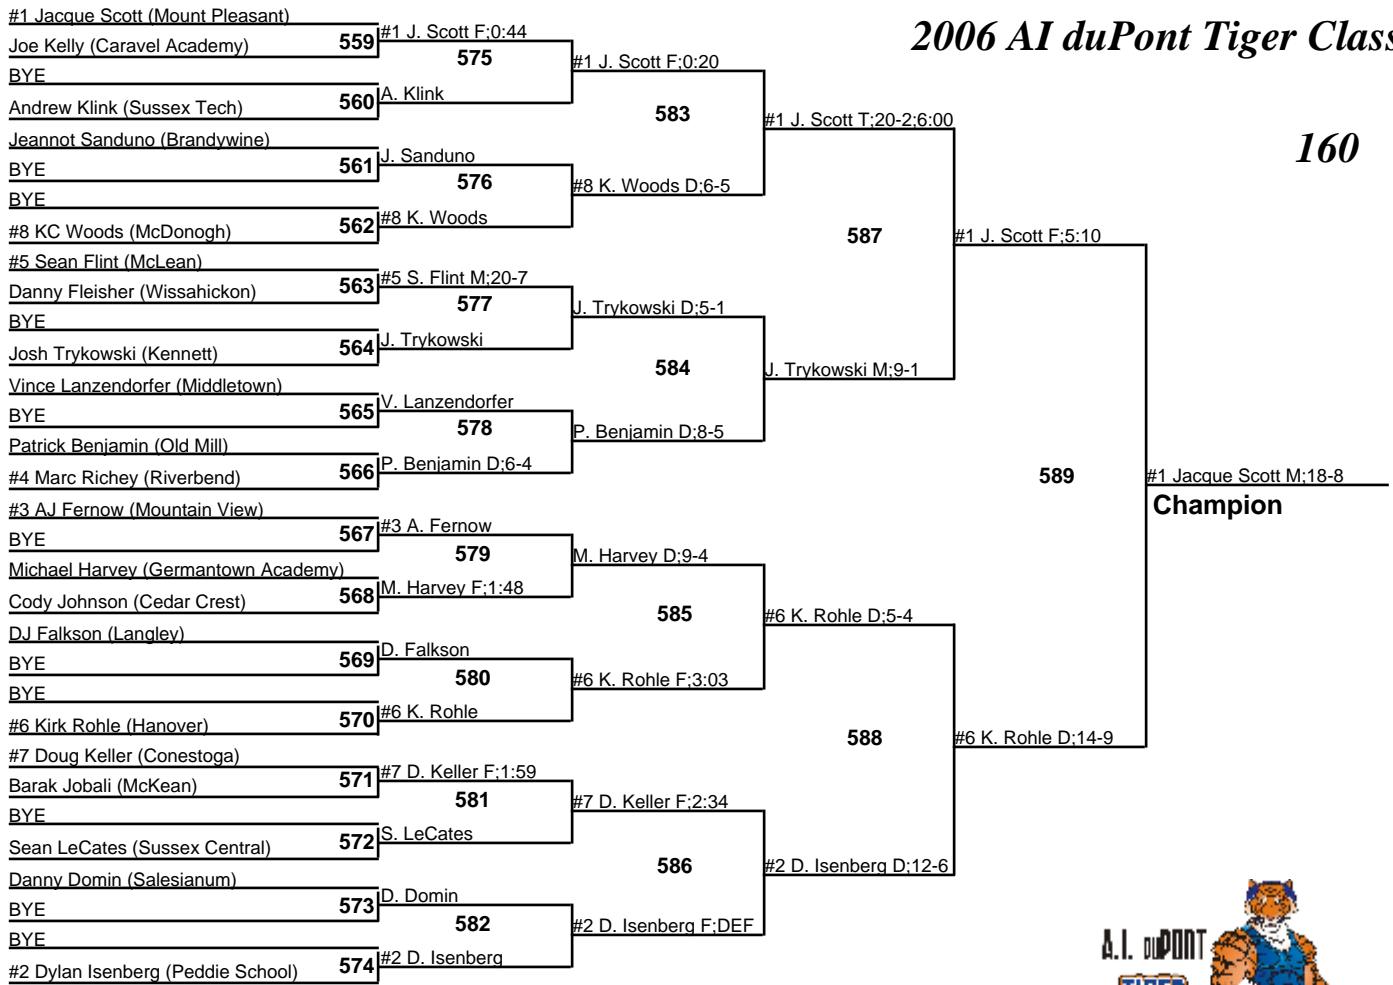 #1 Jacque Scott (Mount Pleasant)
Joe Kelly (Caravel Academy)
559
#1 J. Scott F;0:44
BYE
Andrew Klink (Sussex Tech)
560
A. Klink
575
#1 J. Scott F;0:20
Jeannot Sanduno (Brandywine)
BYE
561
J. Sanduno
BYE
#8 KC Woods (McDonogh)
562
#8 K. Woods
576
#8 K. Woods D;6-5
583
#1 J. Scott T;20-2;6:00
#5 Sean Flint (McLean)
Danny Fleisher (Wissahickon)
563
#5 S. Flint M;20-7
BYE
Josh Trykowski (Kennett)
564
J. Trykowski
577
J. Trykowski D;5-1
Vince Lanzendorfer (Middletown)
BYE
565
V. Lanzendorfer
Patrick Benjamin (Old Mill)
#4 Marc Richey (Riverbend)
566
P. Benjamin D;6-4
578
P. Benjamin D;8-5
584
J. Trykowski M;9-1
587
#1 J. Scott F;5:10
#3 AJ Fernow (Mountain View)
BYE
567
#3 A. Fernow
Michael Harvey (Germantown Academy)
Cody Johnson (Cedar Crest)
568
M. Harvey F;1:48
579
M. Harvey D;9-4
DJ Falkson (Langley)
BYE
569
D. Falkson
BYE
#6 Kirk Rohle (Hanover)
570
#6 K. Rohle
580
#6 K. Rohle F;3:03
585
#6 K. Rohle D;5-4
#7 Doug Keller (Conestoga)
Barak Jobali (McKean)
571
#7 D. Keller F;1:59
BYE
Sean LeCates (Sussex Central)
572
S. LeCates
581
#7 D. Keller F;2:34
Danny Domin (Salesianum)
BYE
573
D. Domin
BYE
#2 Dylan Isenberg (Peddie School)
574
#2 D. Isenberg
582
#2 D. Isenberg F;DEF
586
#2 D. Isenberg D;12-6
588
#6 K. Rohle D;14-9
589
#1 Jacque Scott M;18-8
Champion
2006 AI duPont Tiger Class
160
A.I. duPONT
TIGER